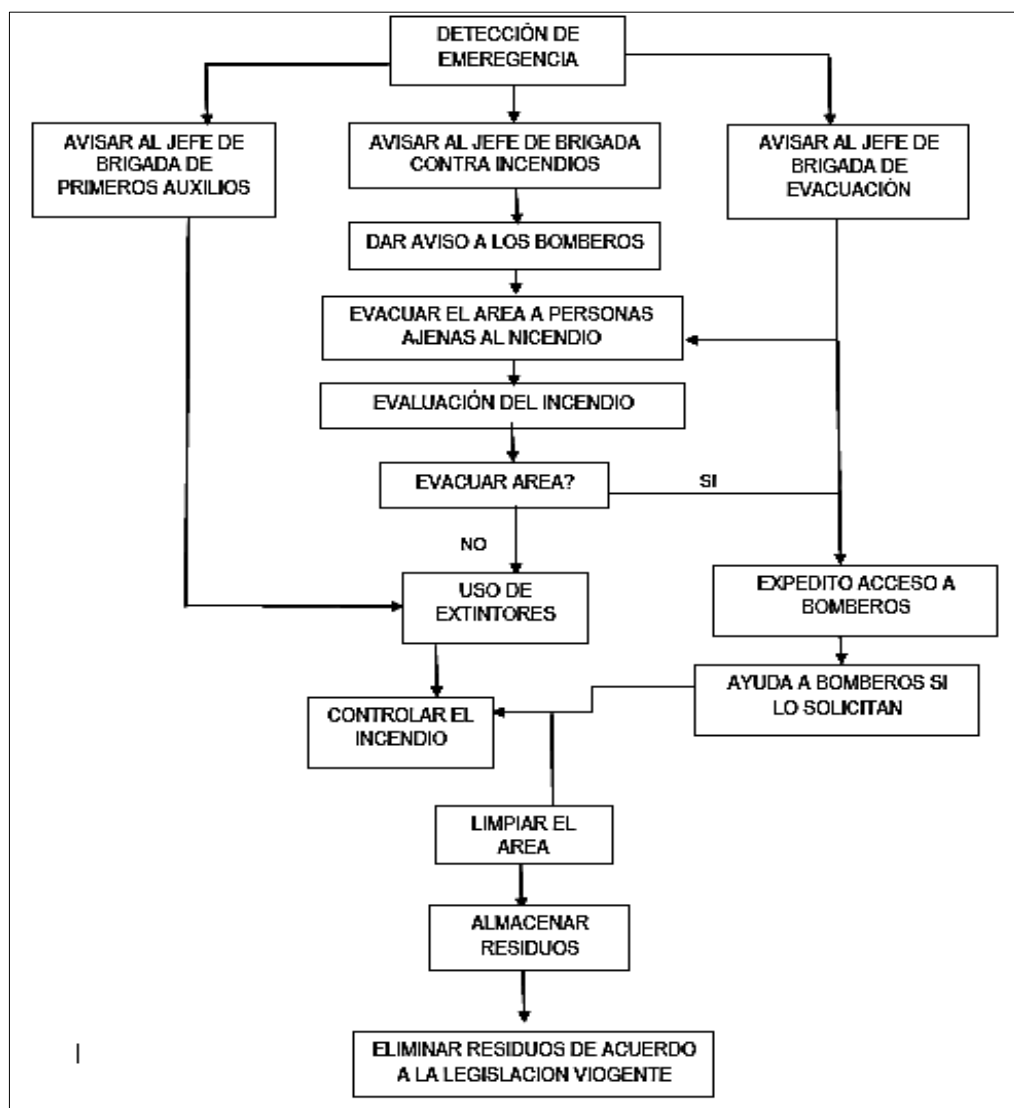 DETECCIÓN DE
EMEREGENCIA
AVISAR AL JEFE DE
BRIGADA DE
PRIMEROS AUXILIOS
AVISAR AL JEFE DE BRIGADA
CONTRA INCENDIOS
AVISAR AL JEFE DE
BRIGADA DE
EVACUACIÓN
DAR AVISO A LOS BOMBEROS
EVACUAR EL AREA A PERSONAS
AJENAS AL NICENDIO
EVALUACIÓN DEL INCENDIO
EVACUAR AREA?
SI
NO
USO DE
EXTINTORES
EXPEDITO ACCESO A
BOMBEROS
AYUDA A BOMBEROS SI
LO SOLICITAN
CONTROLAR EL
INCENDIO
LIMPIAR EL
AREA
ALMACENAR
RESIDUOS
ELIMINAR RESIDUOS DE ACUERDO
A LA LEGISLACION VIOGENTE